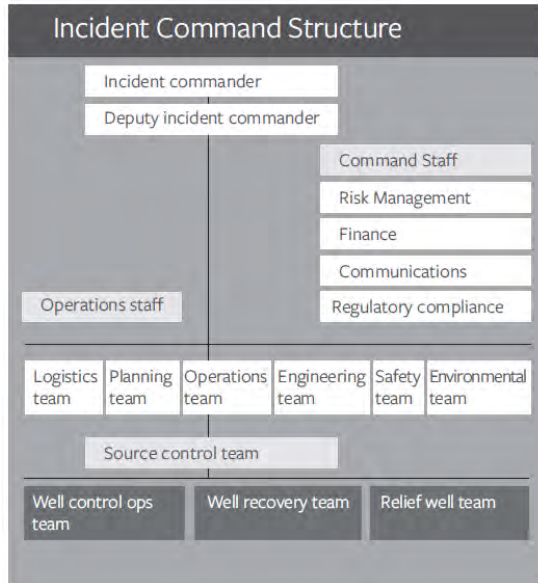 Incident Command Structure
Incident commander
Deputy incident commander
Command Staff
Risk Management
Finance
Communications
Operations staff
Regulatory compliance
Logistics
team
Planning
team
Operations
team
Engineering
team
Safety
team
Environmental
team
Source control team
Well control ops
team
Well recovery team
Relief well team